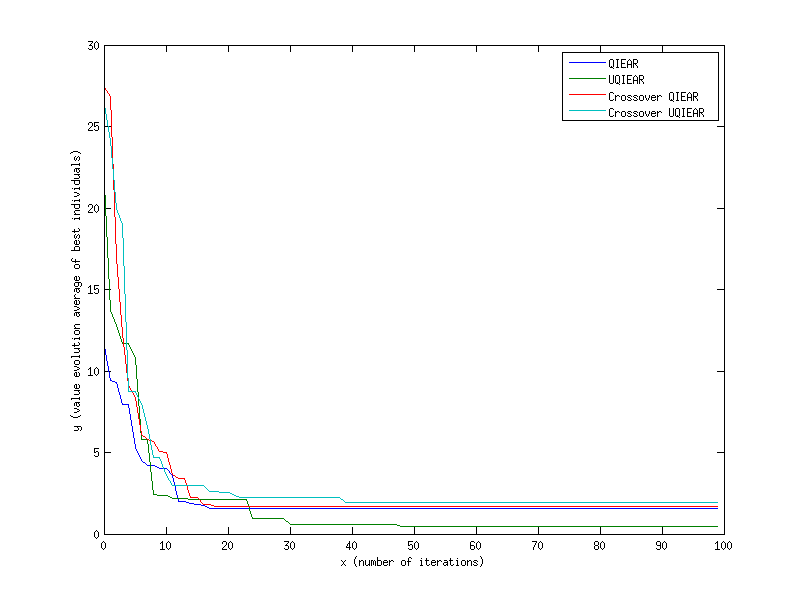 30
25
20
15
10
5
0
y (value evolution average of best individuals)
QIEAR
UQIEAR
Crossover QIEAR
Crossover UQIEAR
0 10 20 30 40 50 60 70 80 90 100
x (number of iterations)